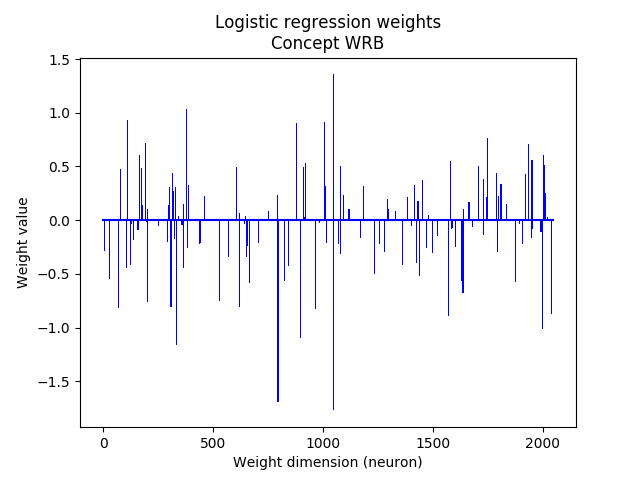 Logistic regression weights
Concept WRB
1.5
1.0
0.5
0.0
−0.5
−1.0
−1.5
Weight value
0 500 1000 1500 2000
Weight dimension (neuron)